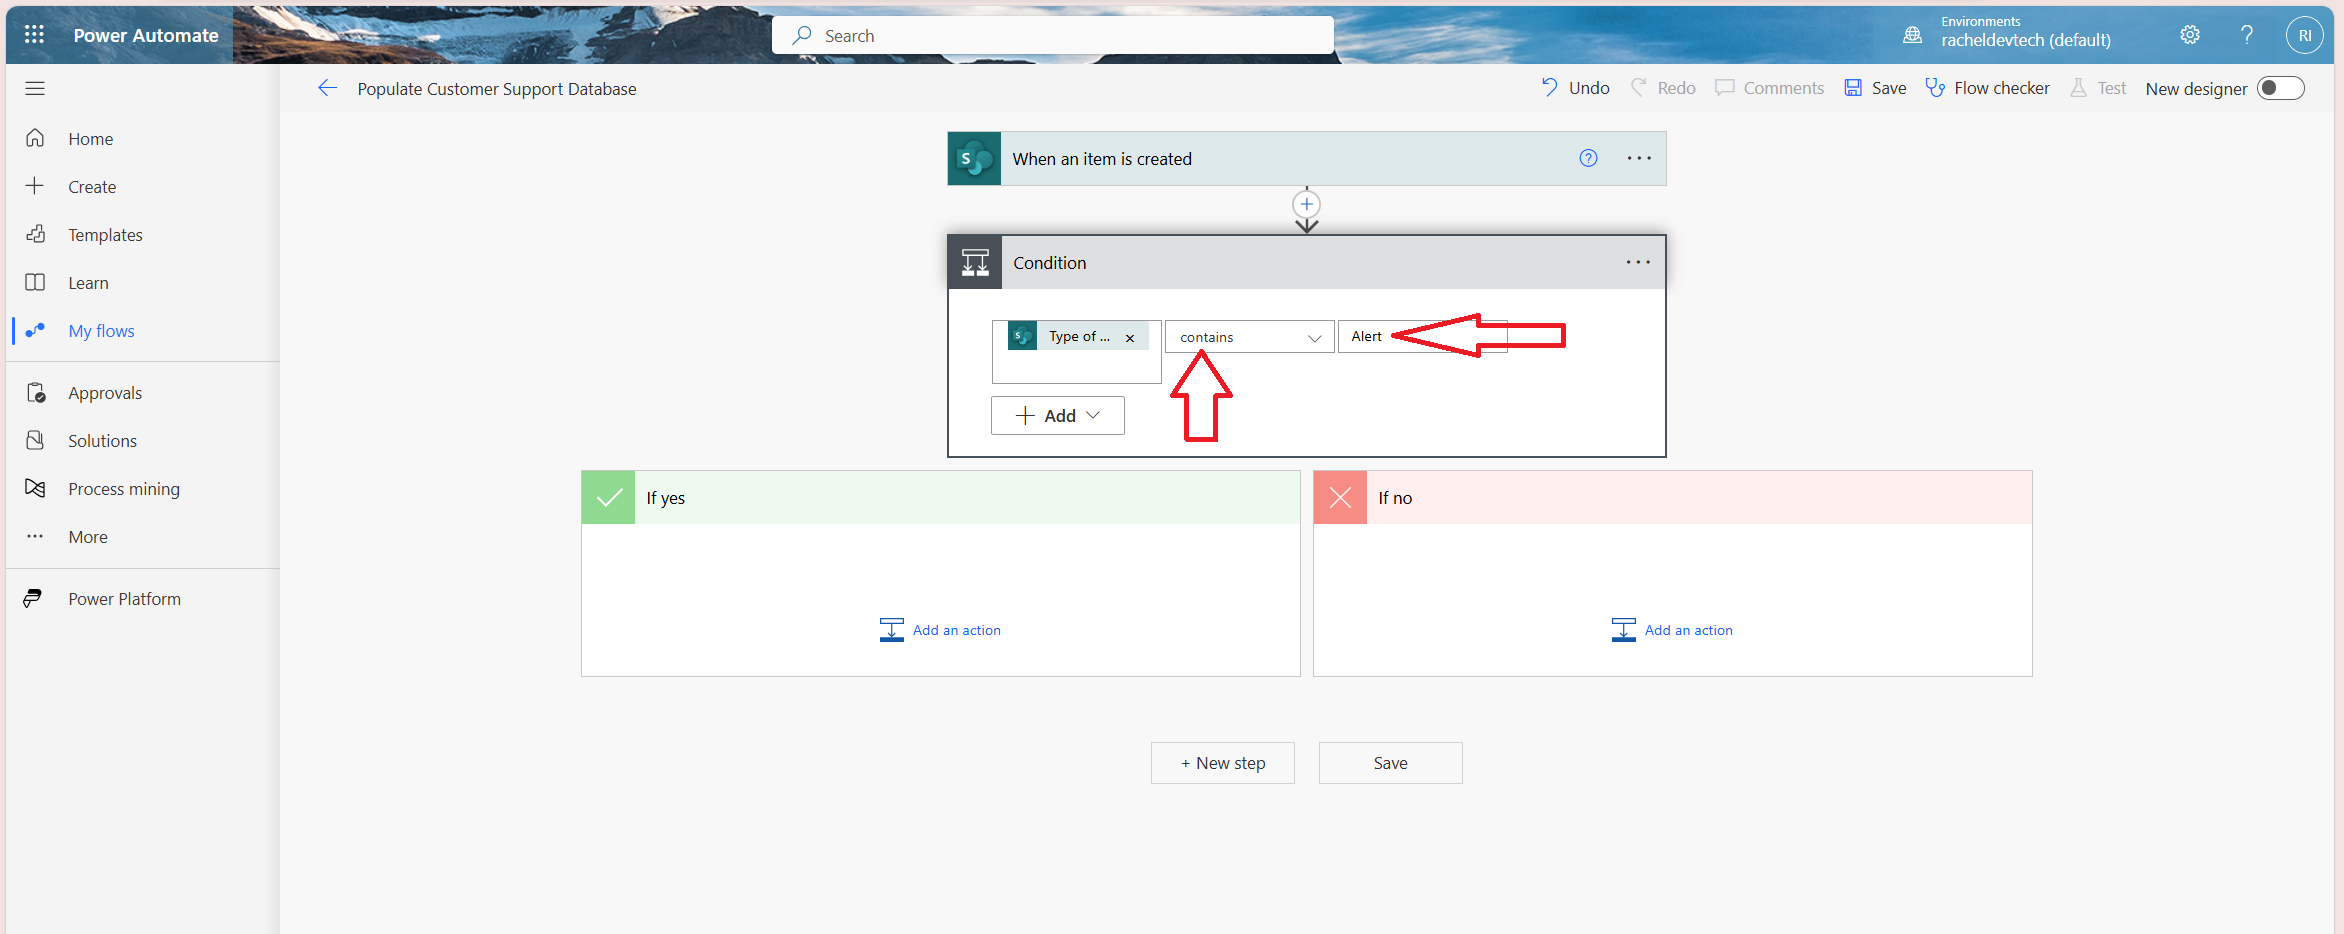 Power Automate
Search
Environments
racheldevtech (default)
?
RI
Populate Customer Support Database
Undo
Redo
Comments
Save
Flow checker
Test
New designer
Home
Create
Templates
Learn
My flows
Approvals
Solutions
Process mining
More
Power Platform
S
When an item is created
?
Condition
S
Type of ...
contains
Alert
Add
If yes
If no
Add an action
Add an action
+ New step
Save